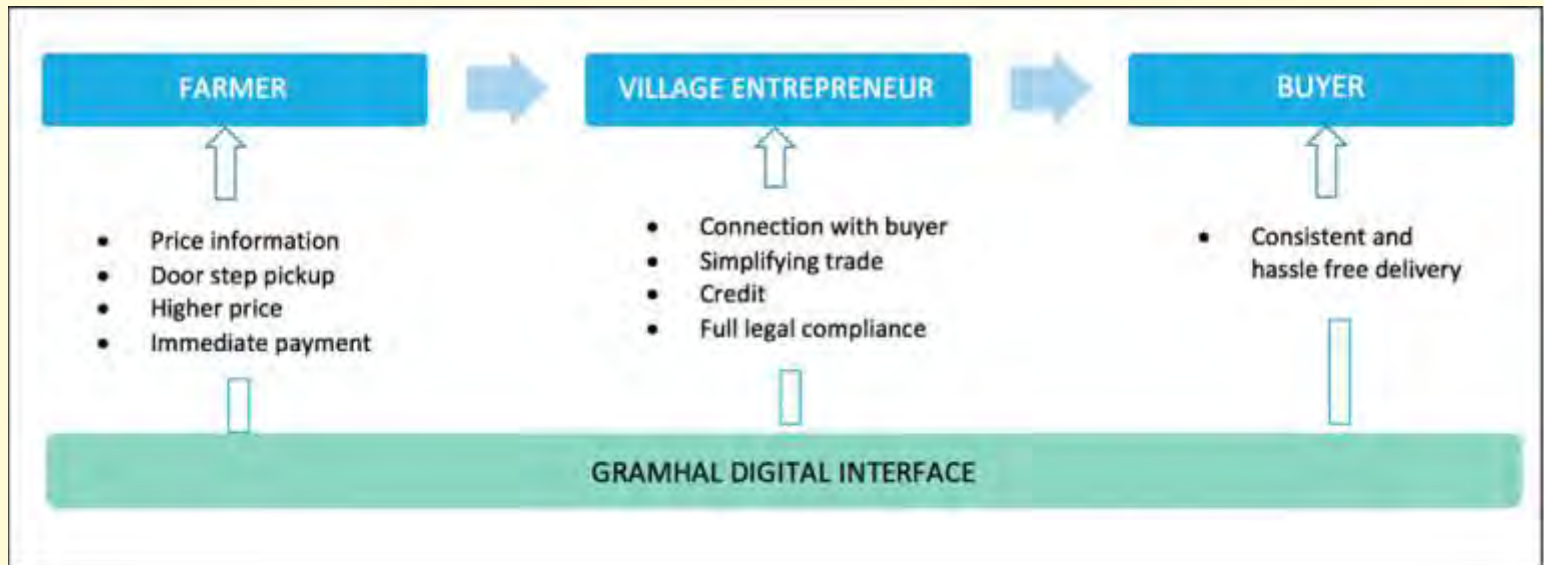 FARMER
VILLAGE ENTREPRENEUR
BUYER
• Price information
• Door step pickup
• Higher price
• Immediate payment
• Connection with buyer
• Simplifying trade
• Credit
• Full legal compliance
• Consistent and
hassle free delivery
GRAMHAL DIGITAL INTERFACE